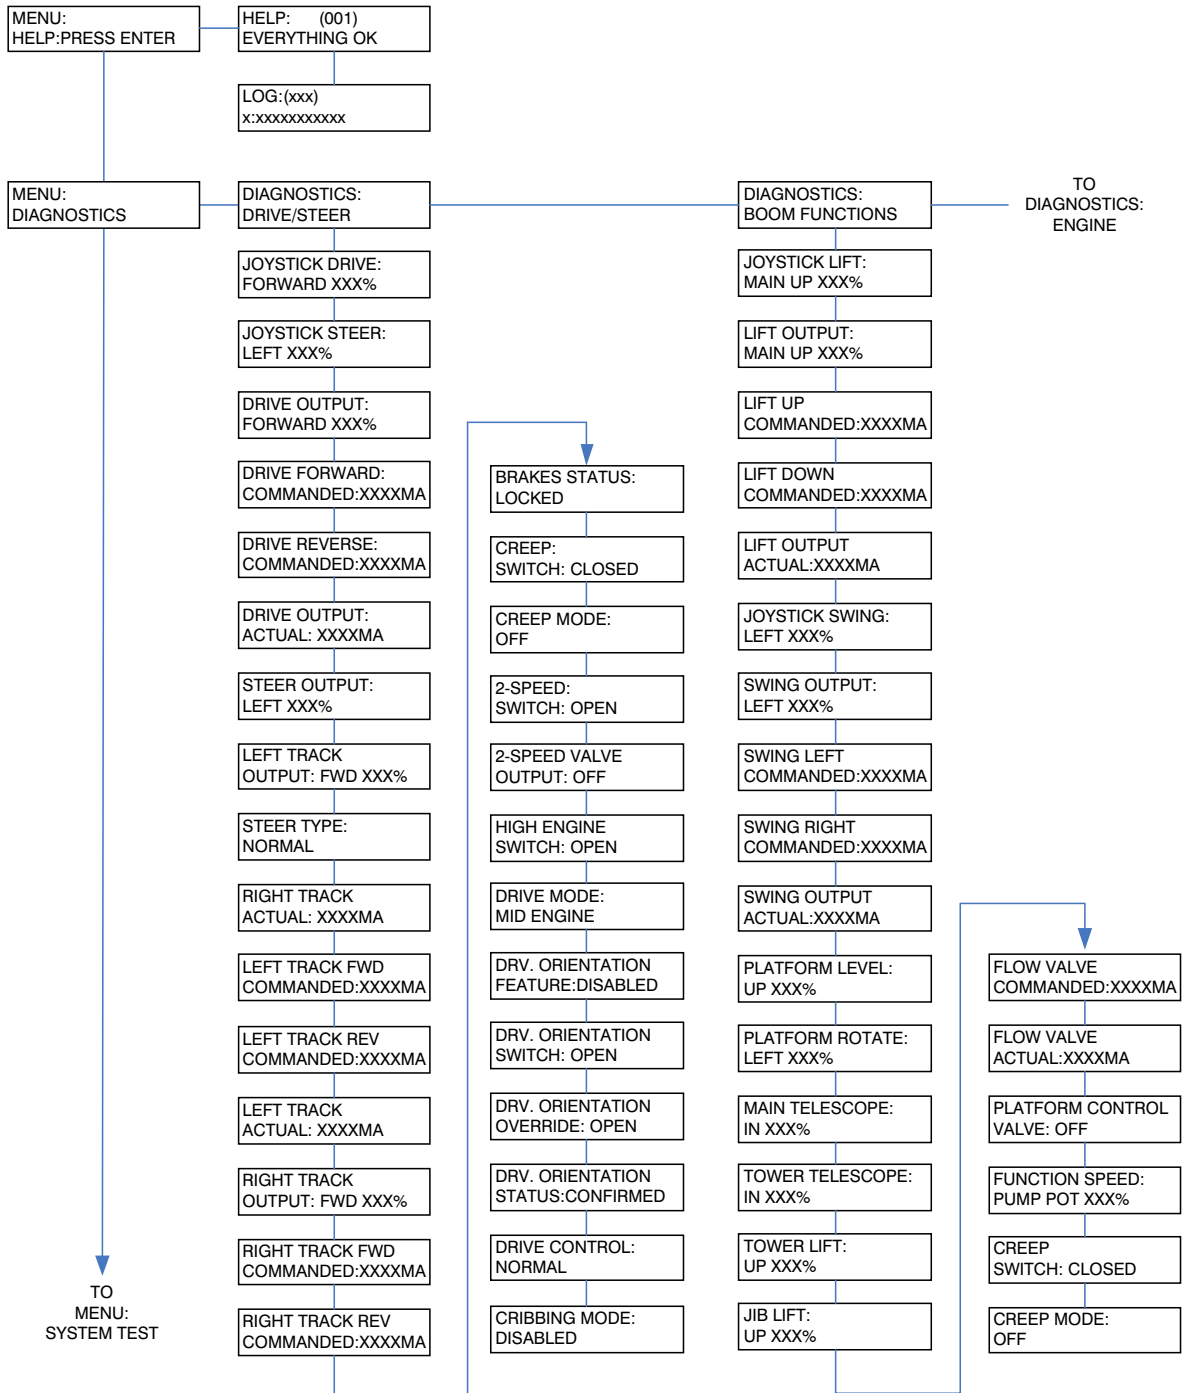 MENU:
HELP:PRESS ENTER
HELP: (001)
EVERYTHING OK
LOG:(xxx)
x:xxxxxxxxxxx
MENU:
DIAGNOSTICS
DIAGNOSTICS:
DRIVE/STEER
JOYSTICK DRIVE:
FORWARD XXX%
JOYSTICK STEER:
LEFT XXX%
DRIVE OUTPUT:
FORWARD XXX%
DRIVE FORWARD:
COMMANDED:XXXXMA
DRIVE REVERSE:
COMMANDED:XXXXMA
DRIVE OUTPUT:
ACTUAL: XXXXMA
STEER OUTPUT:
LEFT XXX%
LEFT TRACK
OUTPUT: FWD XXX%
STEER TYPE:
NORMAL
RIGHT TRACK
ACTUAL: XXXXMA
LEFT TRACK FWD
COMMANDED:XXXXMA
LEFT TRACK REV
COMMANDED:XXXXMA
LEFT TRACK
ACTUAL: XXXXMA
RIGHT TRACK
OUTPUT: FWD XXX%
RIGHT TRACK FWD
COMMANDED:XXXXMA
RIGHT TRACK REV
COMMANDED:XXXXMA
BRAKES STATUS:
LOCKED
CREEP:
SWITCH: CLOSED
CREEP MODE:
OFF
2-SPEED:
SWITCH: OPEN
2-SPEED VALVE
OUTPUT: OFF
HIGH ENGINE
SWITCH: OPEN
DRIVE MODE:
MID ENGINE
DRV. ORIENTATION
FEATURE:DISABLED
DRV. ORIENTATION
SWITCH: OPEN
DRV. ORIENTATION
OVERRIDE: OPEN
DRV. ORIENTATION
STATUS:CONFIRMED
DRIVE CONTROL:
NORMAL
CRIBBING MODE:
DISABLED
DIAGNOSTICS:
BOOM FUNCTIONS
JOYSTICK LIFT:
MAIN UP XXX%
LIFT OUTPUT:
MAIN UP XXX%
LIFT UP
COMMANDED:XXXXMA
LIFT DOWN
COMMANDED:XXXXMA
LIFT OUTPUT
ACTUAL:XXXXMA
JOYSTICK SWING:
LEFT XXX%
SWING OUTPUT:
LEFT XXX%
SWING LEFT
COMMANDED:XXXXMA
SWING RIGHT
COMMANDED:XXXXMA
SWING OUTPUT
ACTUAL:XXXXMA
PLATFORM LEVEL:
UP XXX%
PLATFORM ROTATE:
LEFT XXX%
MAIN TELESCOPE:
IN XXX%
TOWER TELESCOPE:
IN XXX%
TOWER LIFT:
UP XXX%
JIB LIFT:
UP XXX%
FLOW VALVE
COMMANDED:XXXXMA
FLOW VALVE
ACTUAL:XXXXMA
PLATFORM CONTROL
VALVE: OFF
FUNCTION SPEED:
PUMP POT XXX%
CREEP
SWITCH: CLOSED
CREEP MODE:
OFF
TO
DIAGNOSTICS:
ENGINE
TO
MENU:
SYSTEM TEST